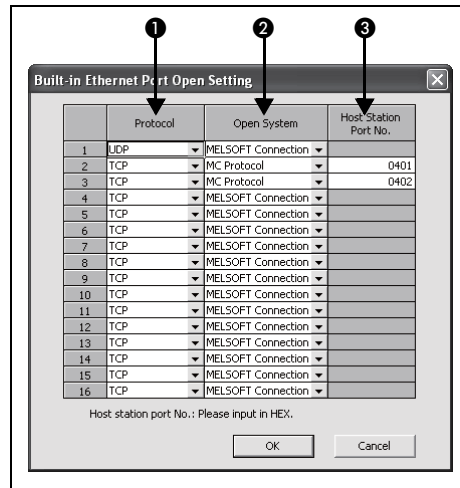 1 2 3
Built-in Ethernet Port Open Setting
Protocol Open System Host Station Port No.
1 UDP MELSOFT Connection
2 TCP MC Protocol 0401
3 TCP MC Protocol 0402
4 TCP MELSOFT Connection
5 TCP MELSOFT Connection
6 TCP MELSOFT Connection
7 TCP MELSOFT Connection
8 TCP MELSOFT Connection
9 TCP MELSOFT Connection
10 TCP MELSOFT Connection
11 TCP MELSOFT Connection
12 TCP MELSOFT Connection
13 TCP MELSOFT Connection
14 TCP MELSOFT Connection
15 TCP MELSOFT Connection
16 TCP MELSOFT Connection
Host station port No.: Please input in HEX.
OK Cancel